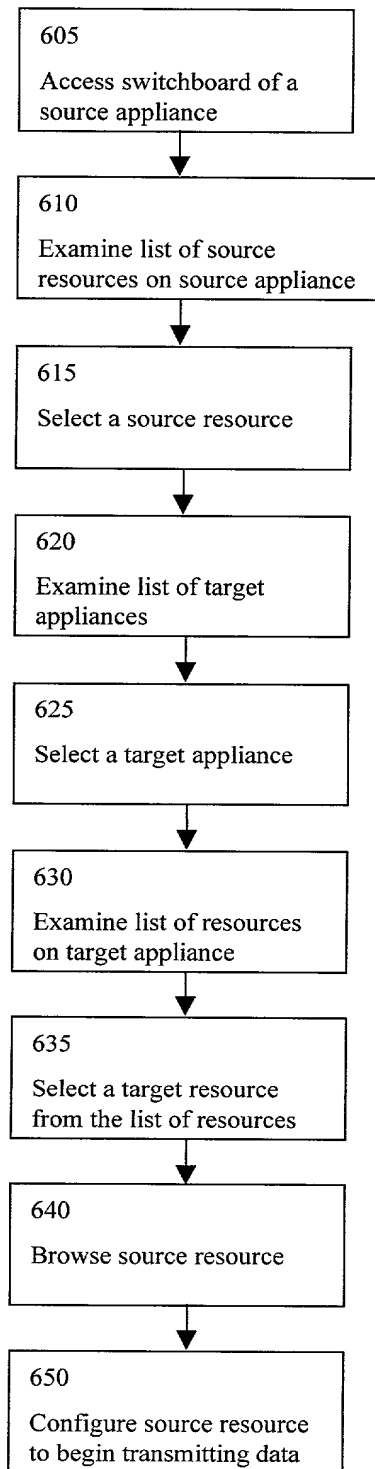 605
Access switchboard of a
source appliance
610
Examine list of source
resources on source appliance
615
Select a source resource
620
Examine list of target
appliances
625
Select a target appliance
630
Examine list of resources
on target appliance
635
Select a target resource
from the list of resources
640
Browse source resource
650
Configure source resource
to begin transmitting data